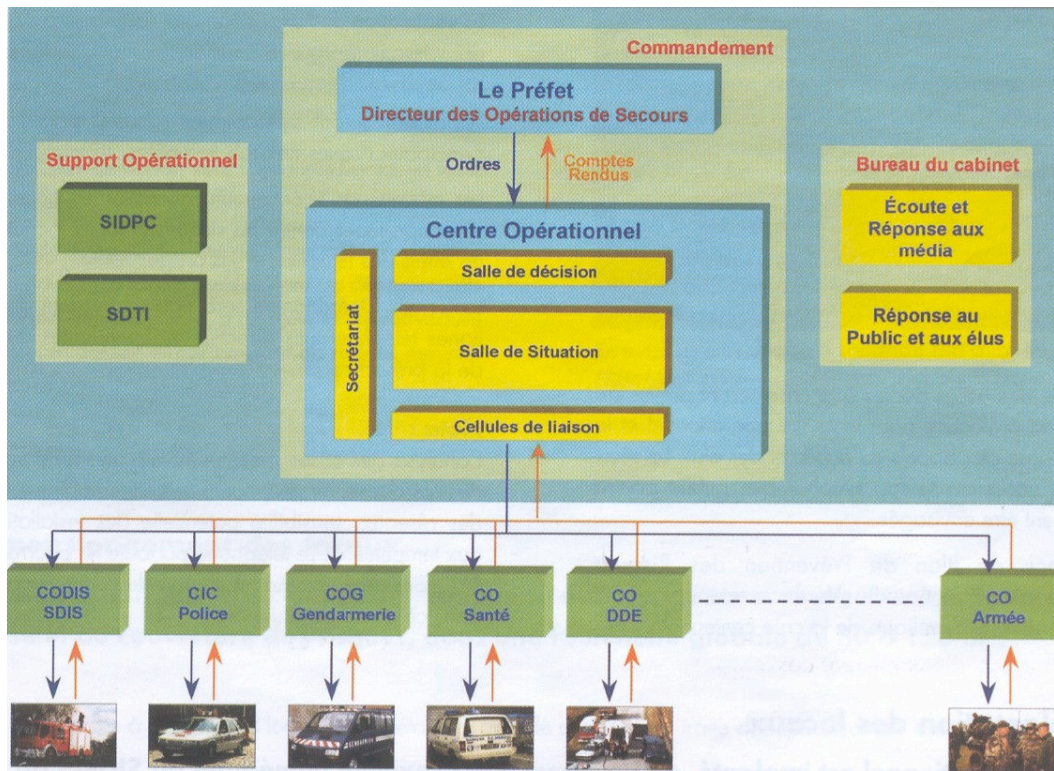 Commandement
Le Préfet
Directeur des Opérations de Secours
Support Opérationnel
SIDPC
SDTI
Ordres
Comptes
Rendus
Bureau du cabinet
Écoute et
Réponse aux
média
Réponse au
Public et aux élus
Centre Opérationnel
Secrétariat
Salle de décision
Salle de Situation
Cellules de liaison
CODIS
SDIS
CIC
Police
COG
Gendarmerie
CO
Santé
CO
DDE
CO
Armée